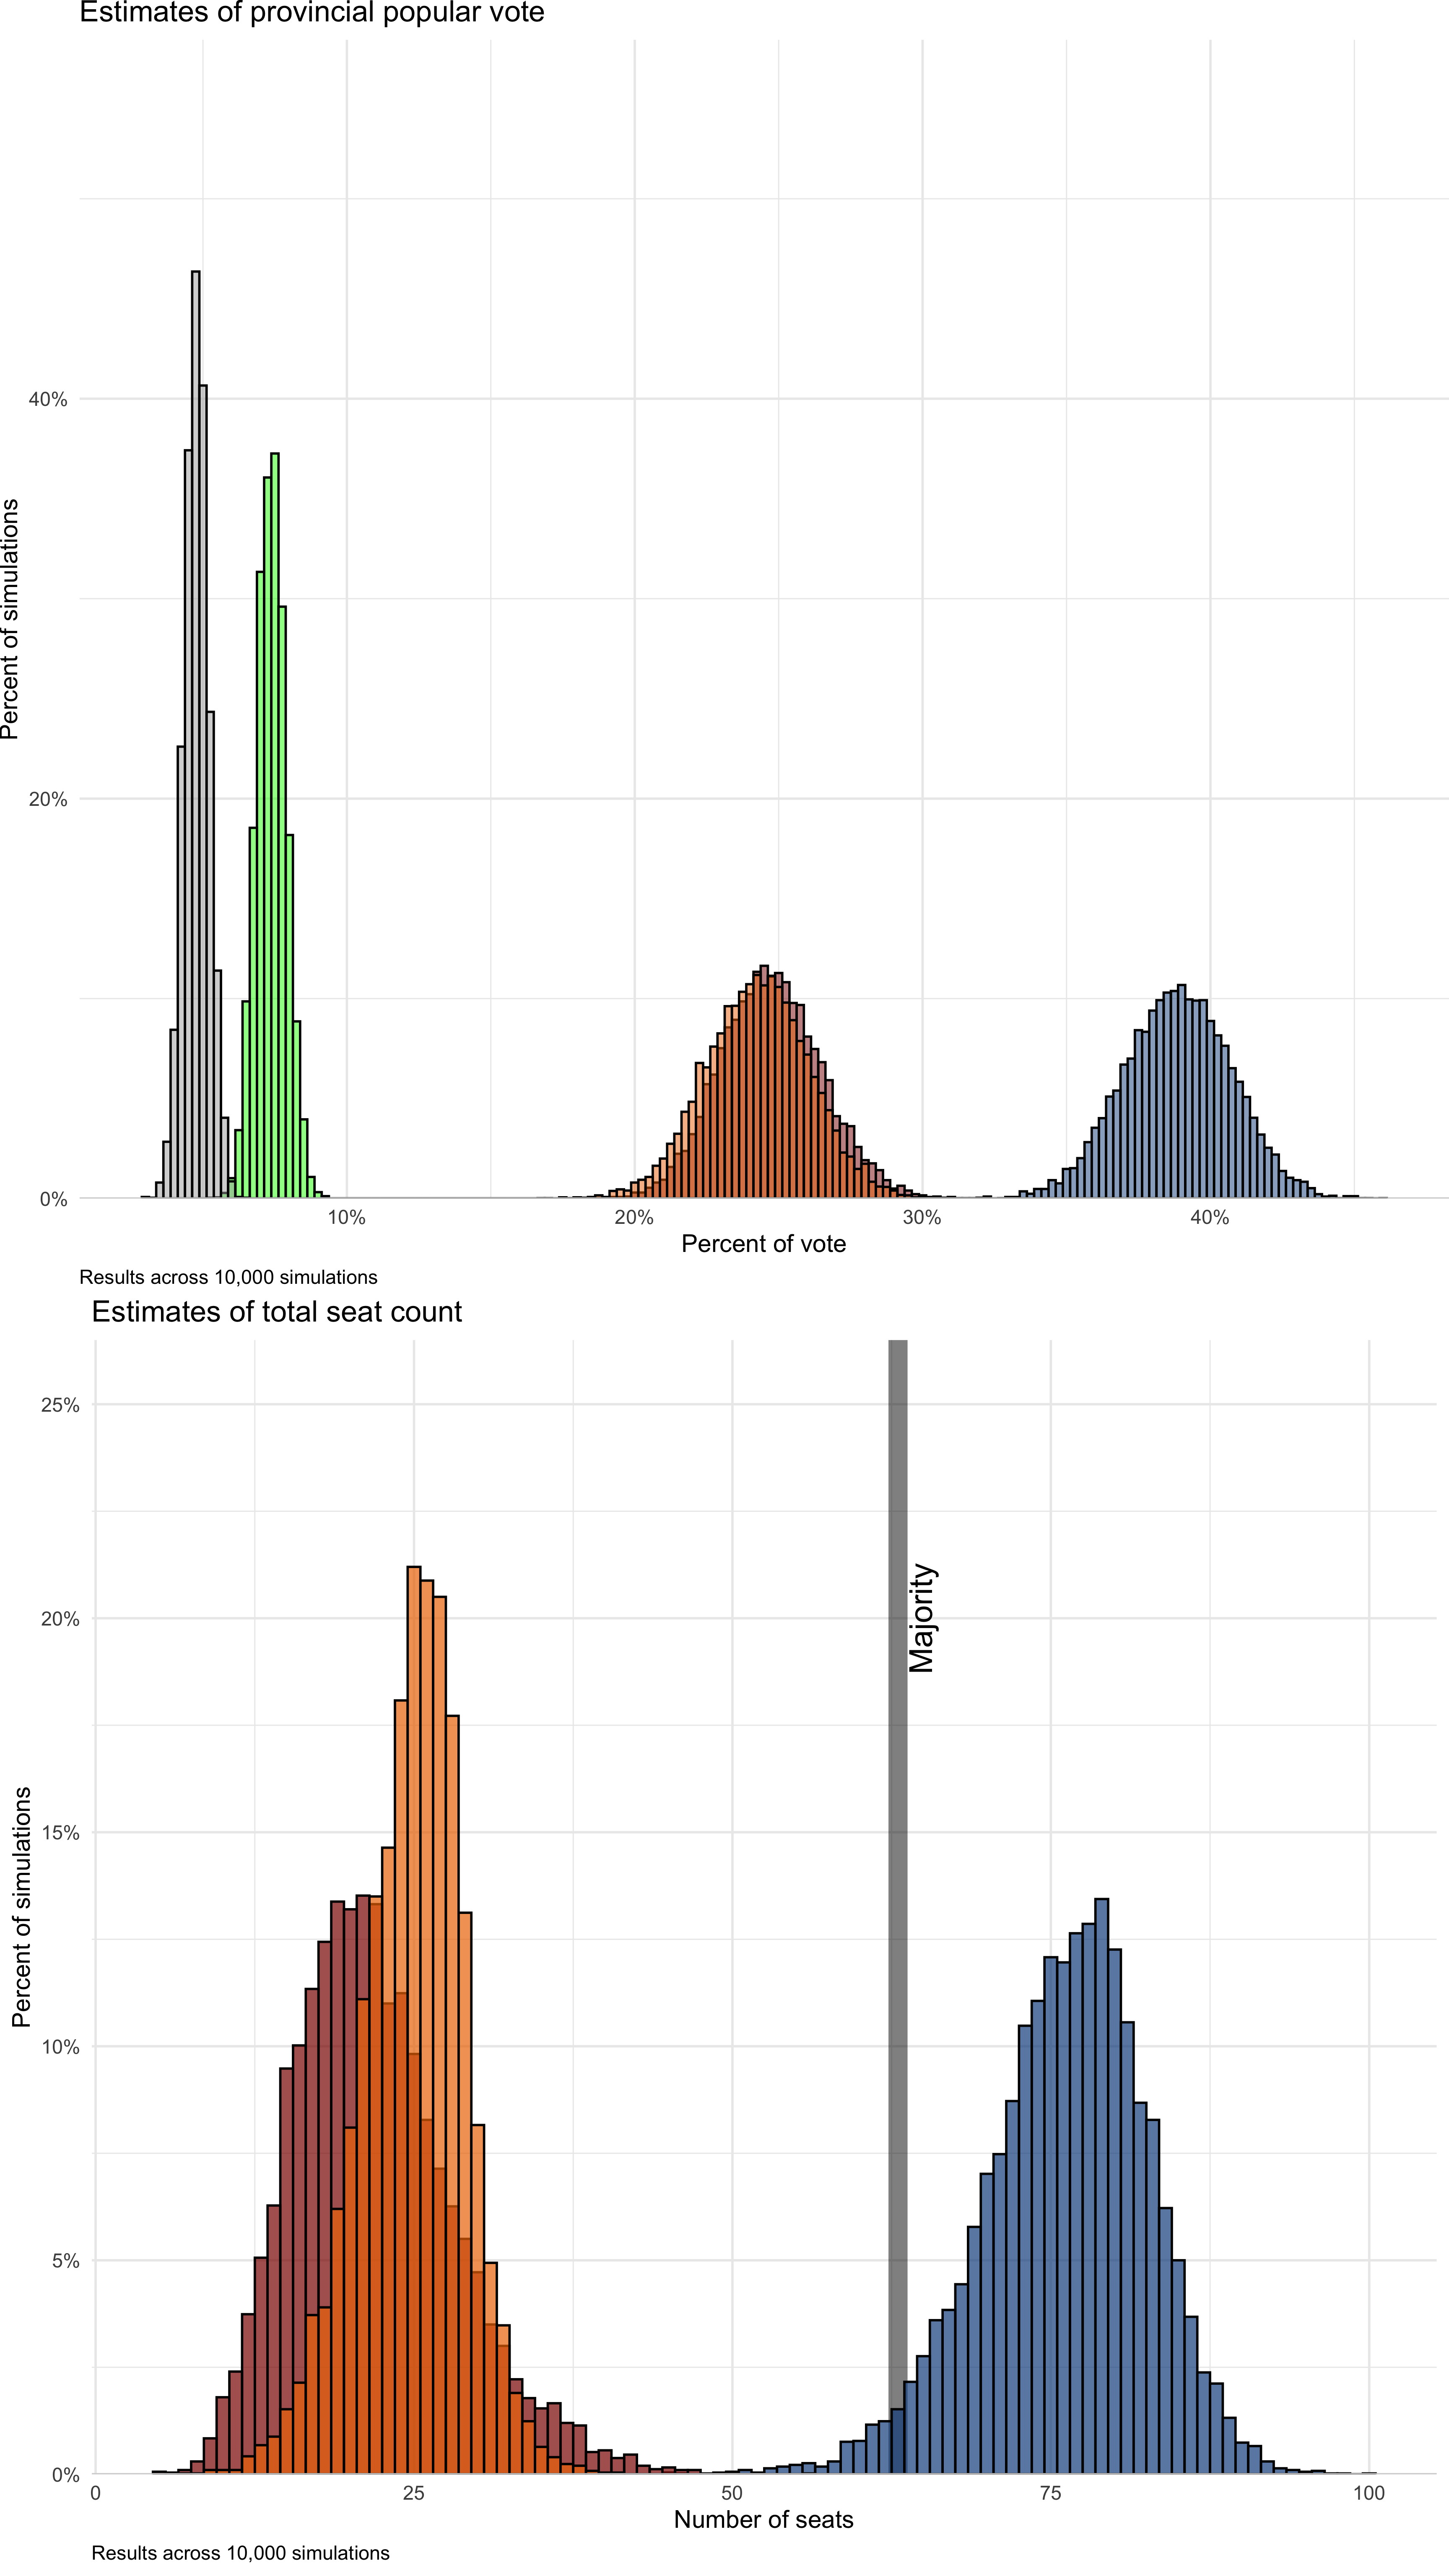 Estimates of provincial popular vote
40%
20%
0%
Percent of simulations
10% 20% 30% 40%
Percent of vote
Results across 10,000 simulations
Estimates of total seat count
25%
20%
15%
10%
5%
0%
Percent of simulations
Majority
0 25 50 75 100
Number of seats
Results across 10,000 simulations